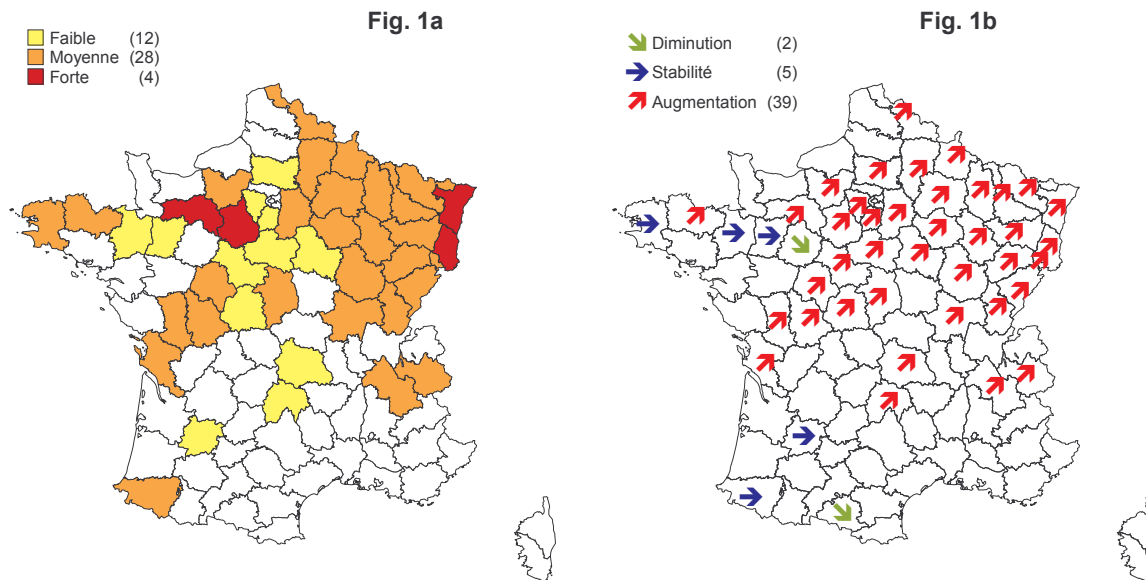 Fig. 1a
Faible (12)
Moyenne (28)
Forte (4)
Fig. 1b
Diminution (2)
Stabilité (5)
Augmentation (39)